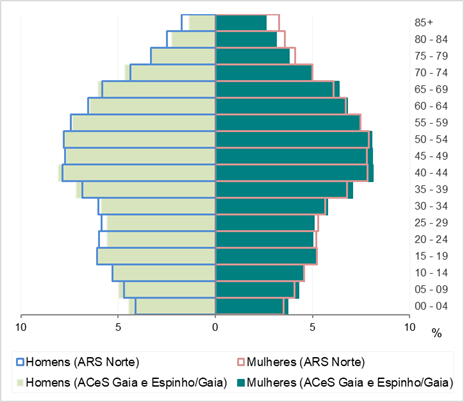 85+
80 - 84
75 - 79
70 - 74
65 - 69
60 - 64
55 - 59
50 - 54
45 - 49
40 - 44
35 - 39
30 - 34
25 - 29
20 - 24
15 - 19
10 - 14
05 - 09
00 - 04
10 5 0 5 10
%
Homens (ARS Norte) Mulheres (ARS Norte)
Homens (ACeS Gaia e Espinho/Gaia) Mulheres (ACeS Gaia e Espinho/Gaia)